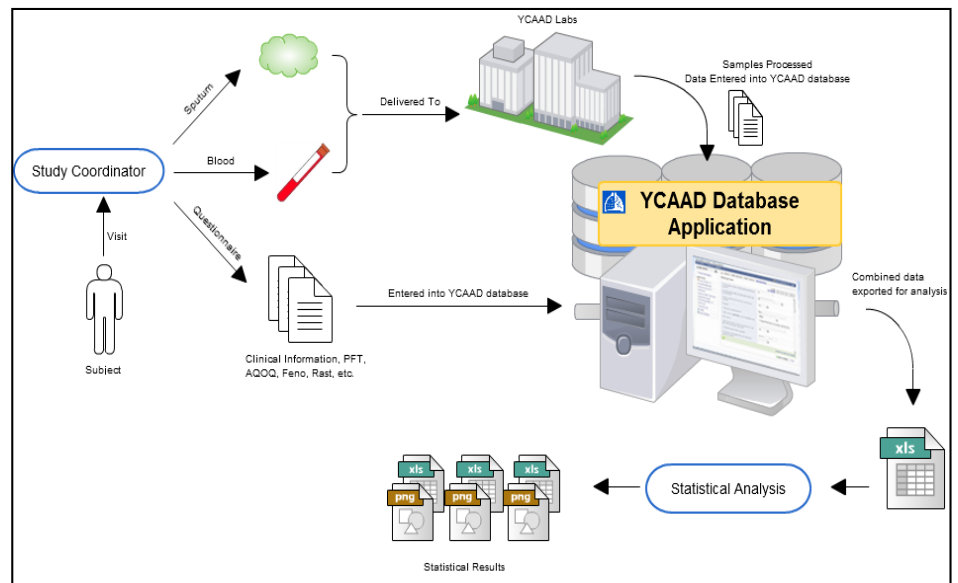 YCAAD Labs
Samples Processed
Data Entered into YCAAD database
Sputum
Delivered To
Blood
Study Coordinator
YCAAD Database
Application
Questionnaire
Visit
Entered into YCAAD database
Combined data
exported for analysis
Clinical Information, PFT,
AQOQ, Feno, Rast, etc.
Subject
xls
xls
xls
xls
Statistical Analysis
png
png
png
Statistical Results